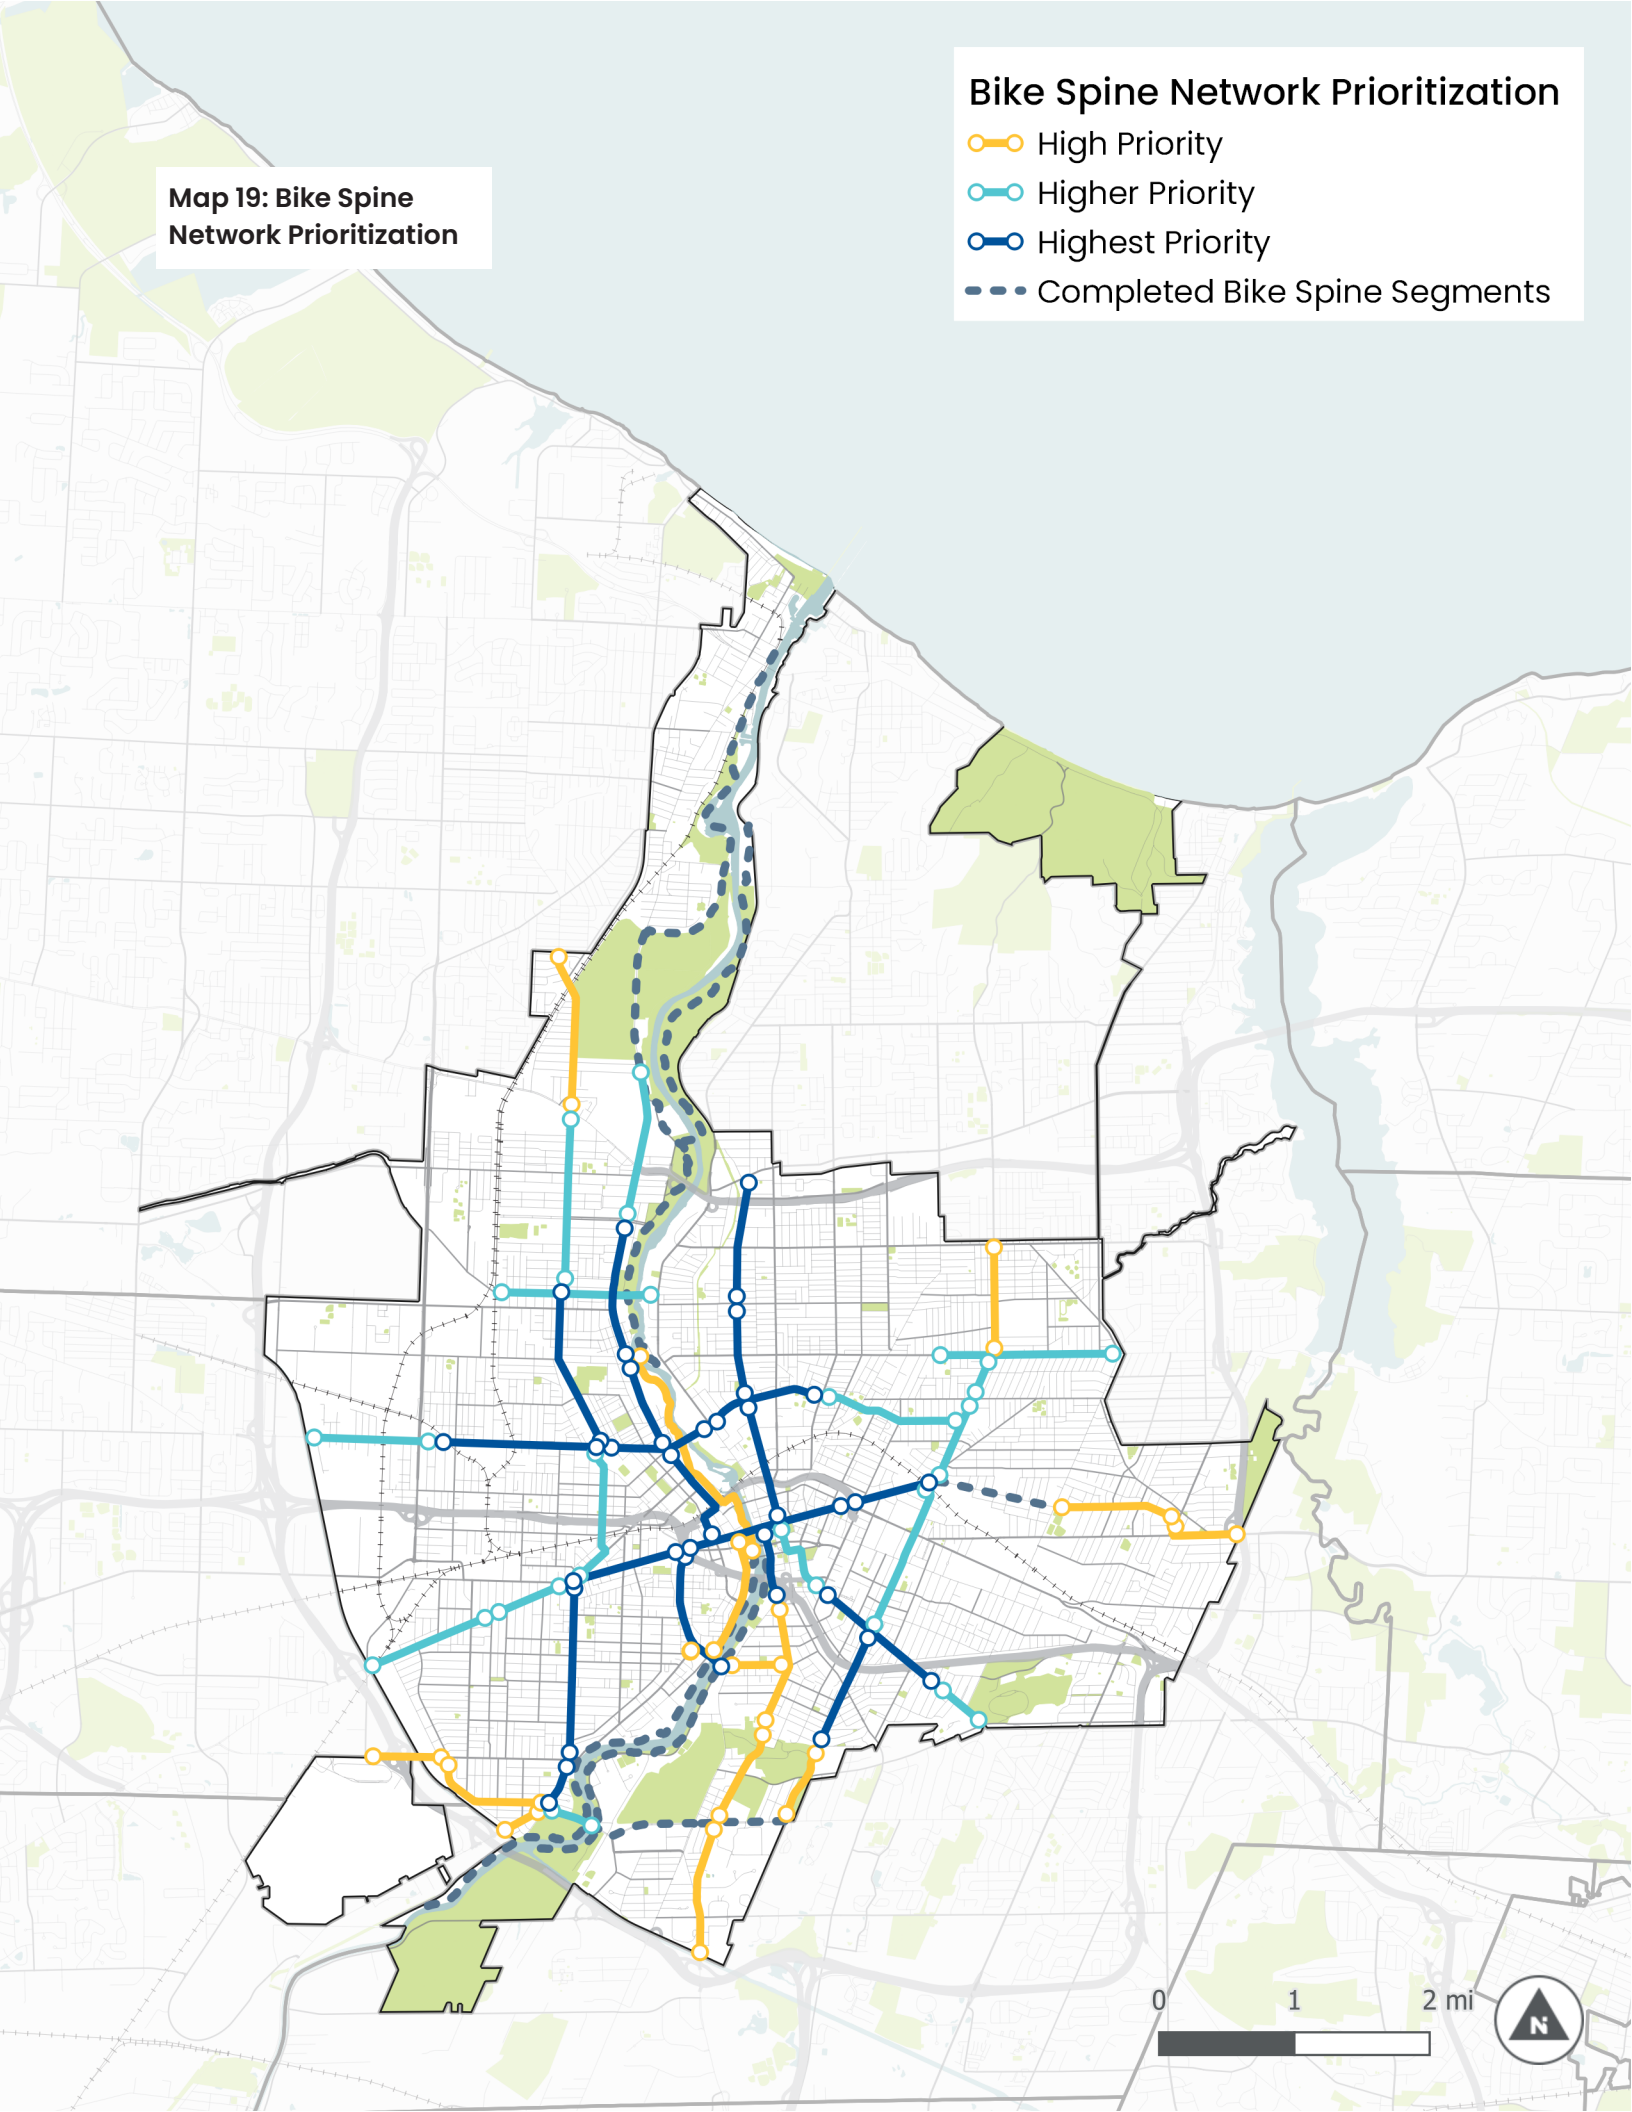 Bike Spine Network Prioritization
High Priority
Higher Priority
Highest Priority
Completed Bike Spine Segments
Map 19: Bike Spine
Network Prioritization
0 1 2 mi
N